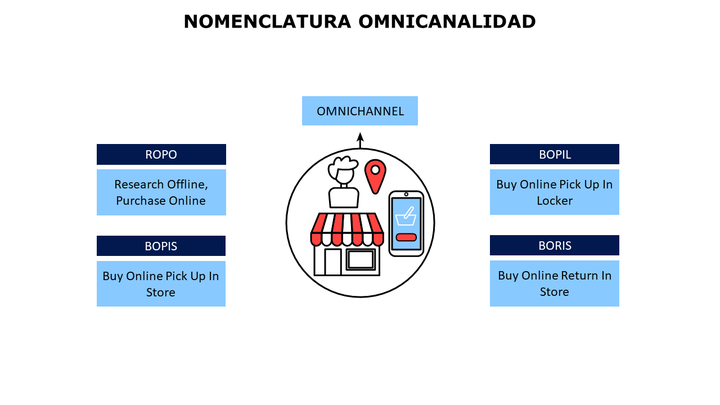 NOMENCLATURA OMNICANALIDAD
OMNICHANNEL
ROPO
Research Offline,
Purchase Online
BOPIS
Buy Online Pick Up In
Store
BOPIL
Buy Online Pick Up In
Locker
BORIS
Buy Online Return In
Store